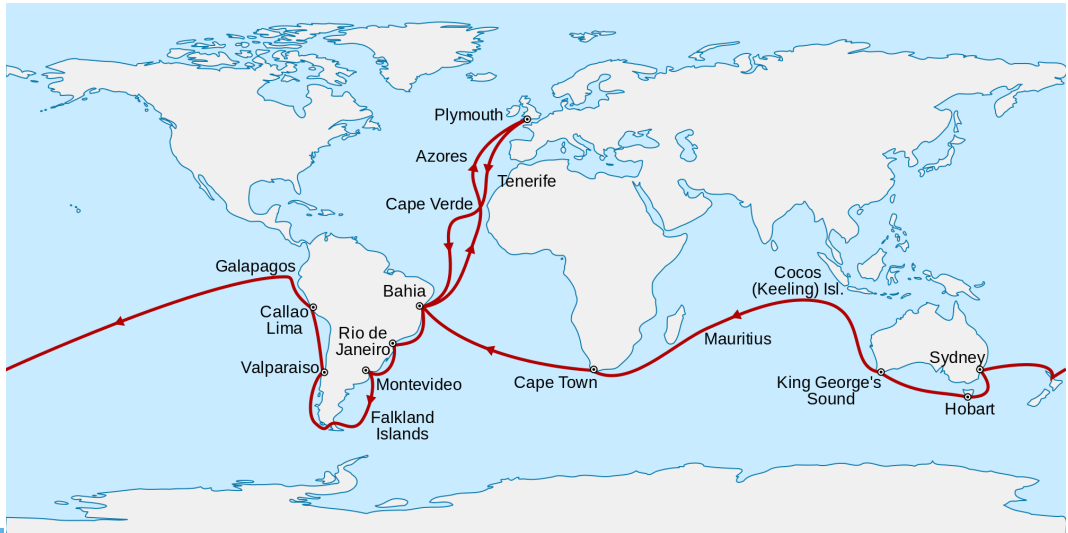 Plymouth
Azores
Tenerife
Cape Verde
Galapagos
Cocos
(Keeling) Isl.
Bahia
Callao
Lima
Rio de
Janeiro
Mauritius
Sydney
Valparaiso
Montevideo
Cape Town
King George's
Sound
Hobart
Falkland
Islands